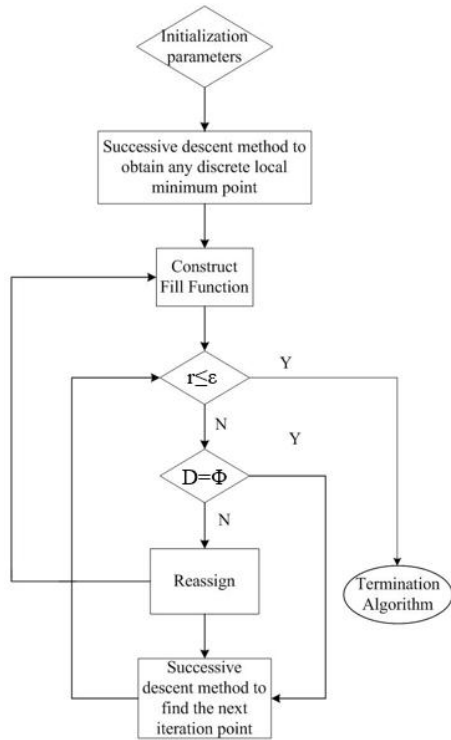 Initialization
parameters
Successive descent method to
obtain any discrete local
minimum point
Construct
Fill Function
r≤ε
Y
N
Y
D=Φ
N
Reassign
Termination
Algorithm
Successive
descent method to
find the next
iteration point